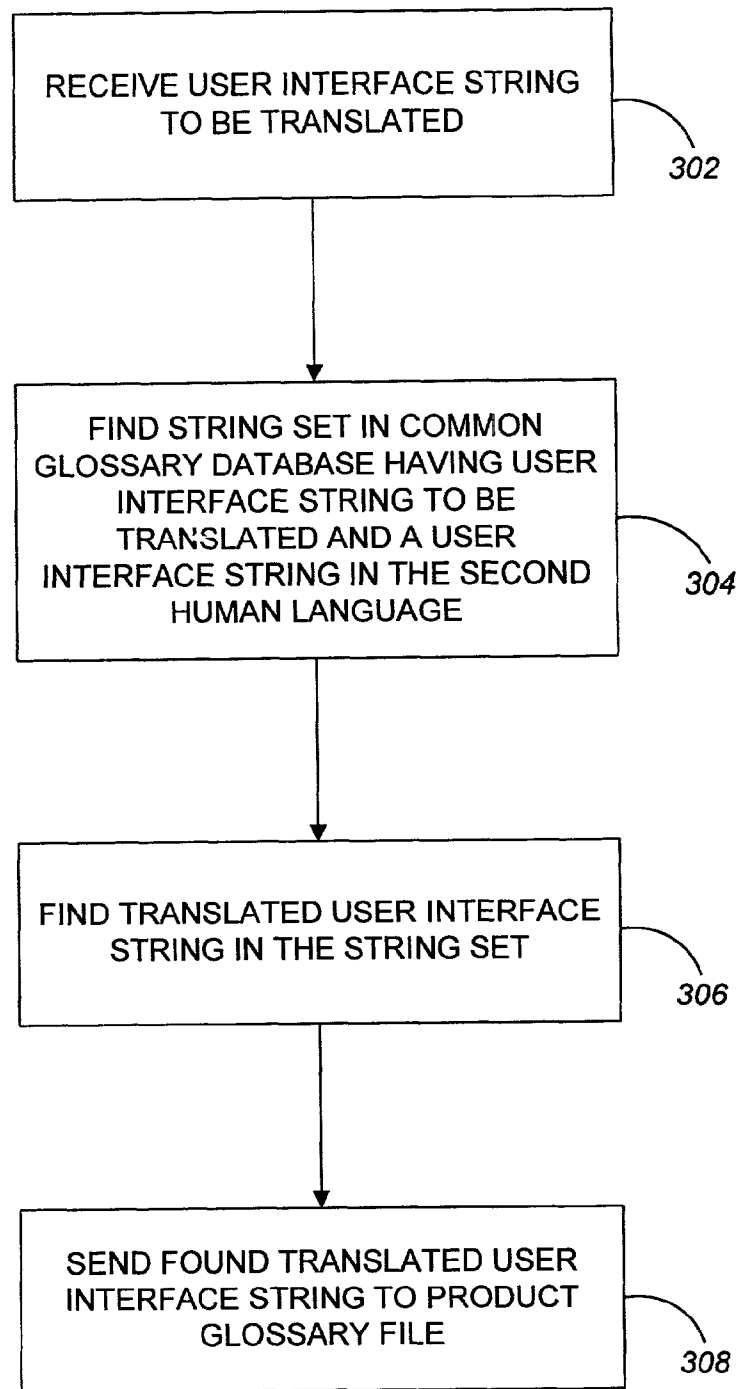 RECEIVE USER INTERFACE STRING
TO BE TRANSLATED
302
FIND STRING SET IN COMMON
GLOSSARY DATABASE HAVING USER
INTERFACE STRING TO BE
TRANSLATED AND A USER
INTERFACE STRING IN THE SECOND
HUMAN LANGUAGE
304
FIND TRANSLATED USER INTERFACE
STRING IN THE STRING SET
306
SEND FOUND TRANSLATED USER
INTERFACE STRING TO PRODUCT
GLOSSARY FILE
308